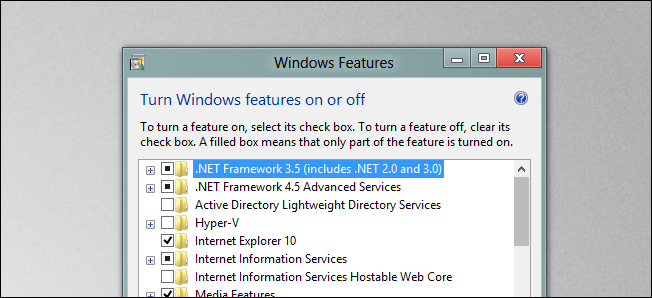 Windows Features
Turn Windows features on or off
To turn a feature on, select its check box. To turn a feature off, clear its
check box. A filled box means that only part of the feature is turned on.
.NET Framework 3.5 (includes .NET 2.0 and 3.0)
.NET Framework 4.5 Advanced Services
Active Directory Lightweight Directory Services
Hyper-V
Internet Explorer 10
Internet Information Services
Internet Information Services Hostable Web Core
Media Features